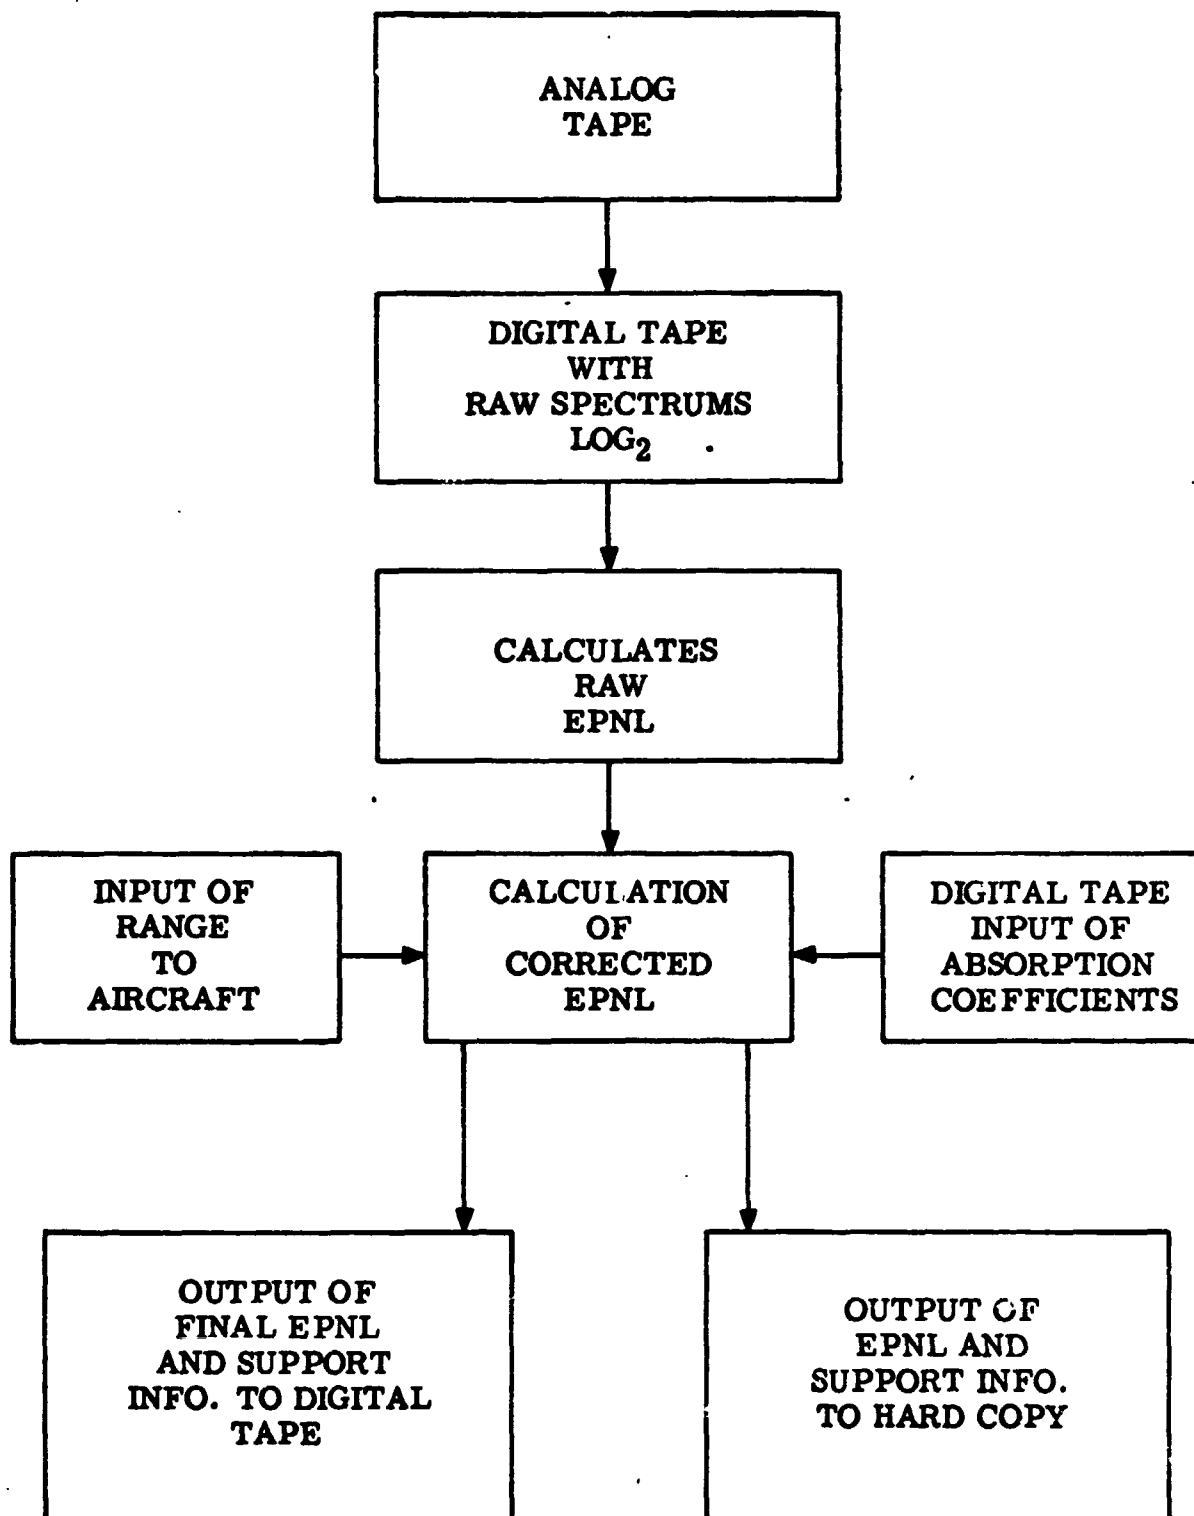 ANALOG
TAPE
DIGITAL TAPE
WITH
RAW SPECTRUMS
LOG₂
CALCULATES
RAW
EPNL
INPUT OF
RANGE
TO
AIRCRAFT
CALCULATION
OF
CORRECTED
EPNL
DIGITAL TAPE
INPUT OF
ABSORPTION
COEFFICIENTS
OUTPUT OF
FINAL EPNL
AND SUPPORT
INFO. TO DIGITAL
TAPE
OUTPUT OF
EPNL AND
SUPPORT INFO.
TO HARD COPY